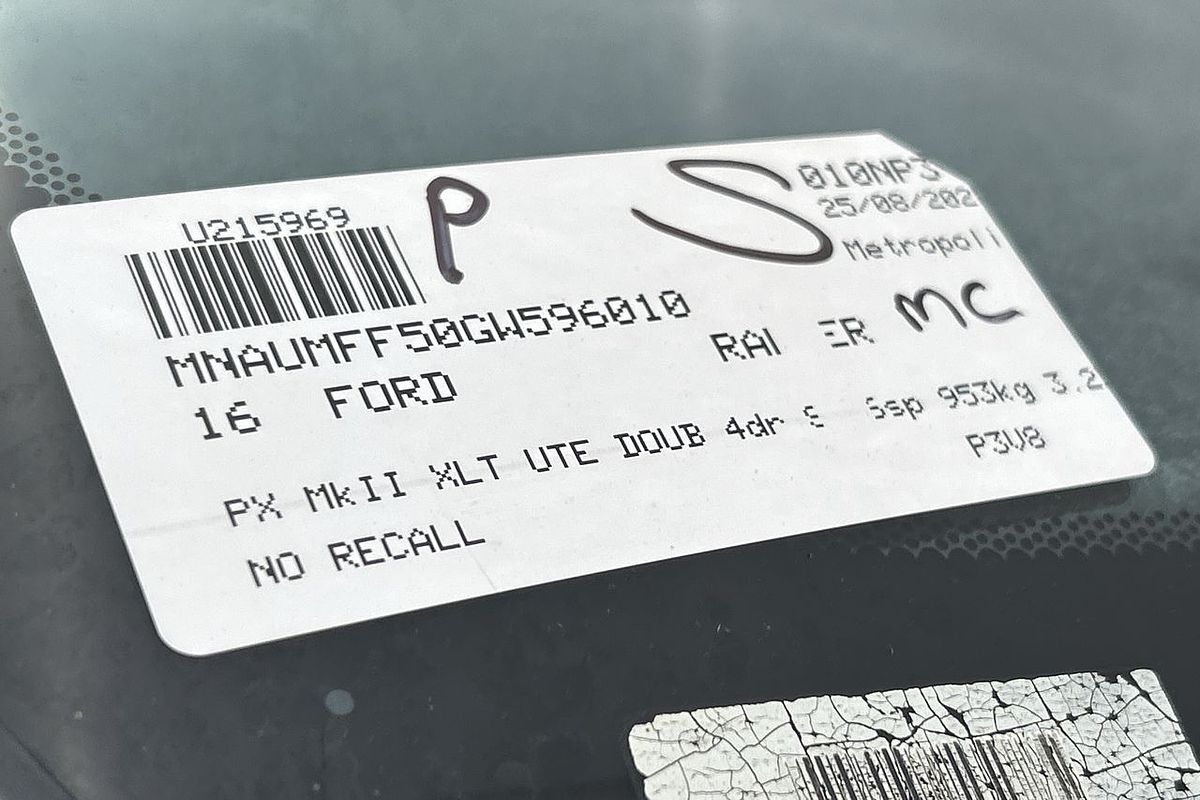 U215969 P S 010NP3
25/08/202
Metropoli
MNAUMFF50GW596010
16 FORD RAI ER MC
PX MkII XLT UTE DOUB 4dr S 6sp 953kg 3.2
P3V8
NO RECALL